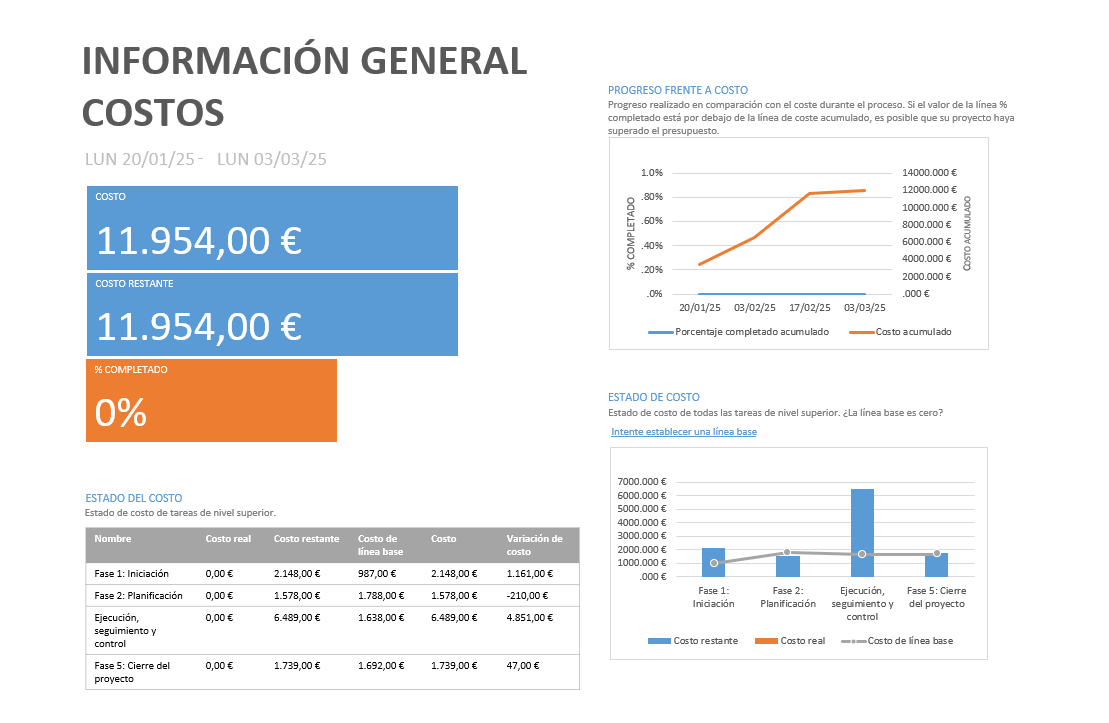 INFORMACIÓN GENERAL
COSTOS
LUN 20/01/25 - LUN 03/03/25
COSTO
11.954,00 €
COSTO RESTANTE
11.954,00 €
% COMPLETADO
0%
ESTADO DEL COSTO
Estado de costo de tareas de nivel superior.
Nombre Costo real Costo restante Costo de línea base Costo Variación de costo
Fase 1: Iniciación 0,00 € 2.148,00 € 987,00 € 2.148,00 € 1.161,00 €
Fase 2: Planificación 0,00 € 1.578,00 € 1.788,00 € 1.578,00 € -210,00 €
Ejecución, seguimiento y control 0,00 € 6.489,00 € 1.638,00 € 6.489,00 € 4.851,00 €
Fase 5: Cierre del proyecto 0,00 € 1.739,00 € 1.692,00 € 1.739,00 € 47,00 €
PROGRESO FRENTE A COSTO
Progreso realizado en comparación con el coste durante el proceso. Si el valor de la línea %
completado está por debajo de la línea de coste acumulado, es posible que su proyecto haya
superado el presupuesto.
% COMPLETADO
1.0%
.80%
.60%
.40%
.20%
.0%
14000.000 €
12000.000 €
10000.000 €
8000.000 €
6000.000 €
4000.000 €
2000.000 €
.000 €
COSTO ACUMULADO
20/01/25 03/02/25 17/02/25 03/03/25
Porcentaje completado acumulado Costo acumulado
ESTADO DE COSTO
Estado de costo de todas las tareas de nivel superior. ¿La línea base es cero?
Intente establecer una línea base
7000.000 €
6000.000 €
5000.000 €
4000.000 €
3000.000 €
2000.000 €
1000.000 €
.000 €
Fase 1: Iniciación
Fase 2: Planificación
Ejecución, seguimiento y control
Fase 5: Cierre del proyecto
Costo restante Costo real Costo de línea base